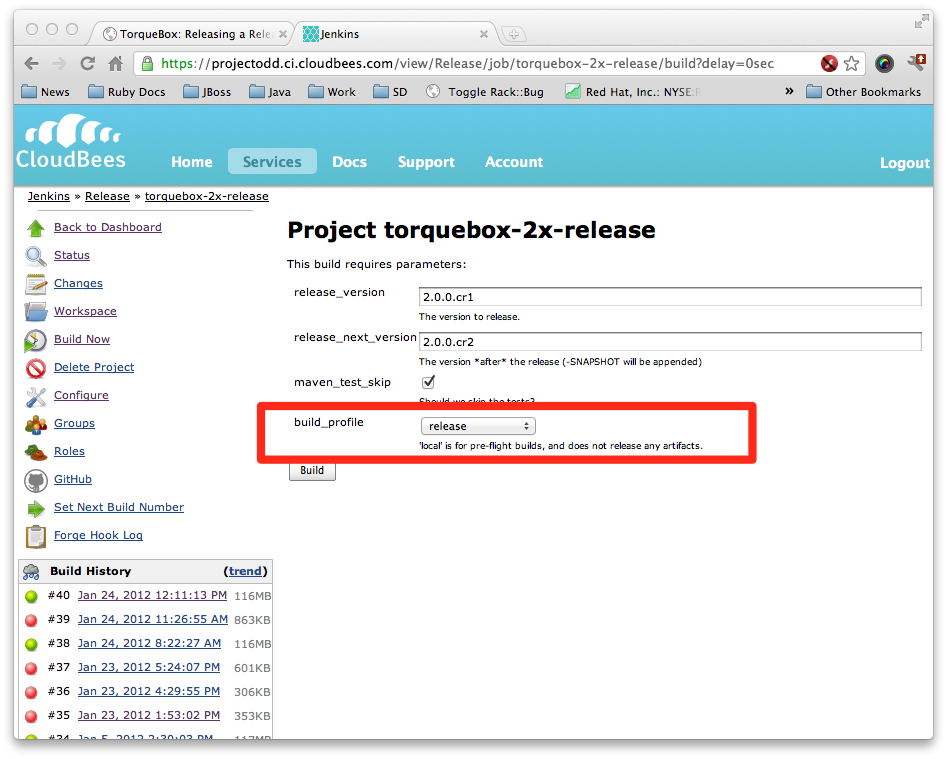 TorqueBox: Releasing a Rele
Jenkins
https://projectodd.ci.cloudbees.com/view/Release/job/torquebox-2x-release/build?delay=0sec
News Ruby Docs JBoss Java Work SD Toggle Rack::Bug Red Hat, Inc.: NYSE:R » Other Bookmarks
CloudBees Home Services Docs Support Account Logout
Jenkins » Release » torquebox-2x-release
Back to Dashboard
Status
Changes
Workspace
Build Now
Delete Project
Configure
Groups
Roles
GitHub
Set Next Build Number
Forge Hook Log
Build History (trend)
#40 Jan 24, 2012 12:11:13 PM 116MB
#39 Jan 24, 2012 11:26:55 AM 863KB
#38 Jan 24, 2012 8:22:27 AM 116MB
#37 Jan 23, 2012 5:24:07 PM 601KB
#36 Jan 23, 2012 4:29:55 PM 306KB
#35 Jan 23, 2012 1:53:02 PM 353KB
#34 Jan 5, 2012 2:30:03 PM 117MB
Project torquebox-2x-release
This build requires parameters:
release_version 2.0.0.cr1
The version to release.
release_next_version 2.0.0.cr2
The version *after* the release (-SNAPSHOT will be appended)
maven_test_skip
Should we skip the tests?
build_profile release
'local' is for pre-flight builds, and does not release any artifacts.
Build